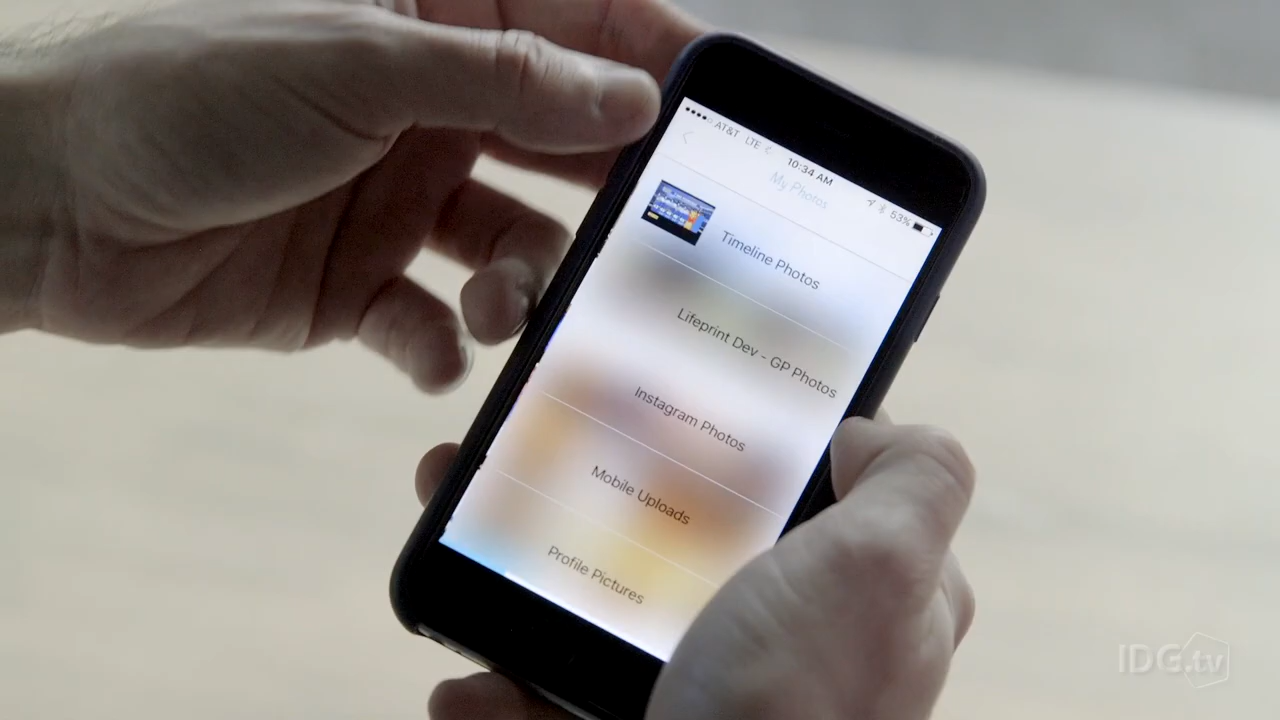 AT&T LTE 10:34 AM 53%
My Photos
Timeline Photos
Lifeprint Dev - GP Photos
Instagram Photos
Mobile Uploads
Profile Pictures
IDG.tv